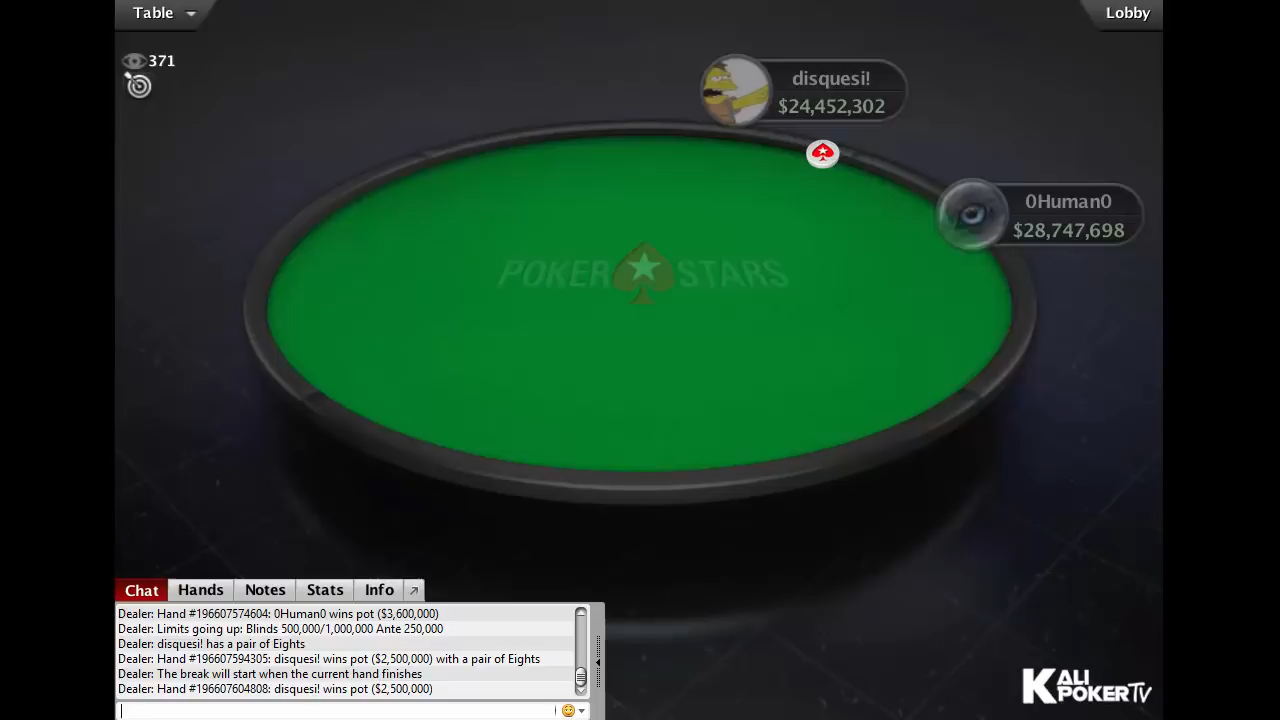 Table
Lobby
371
disquesi!
$24,452,302
0Human0
$28,747,698
POKER STARS
Chat
Hands
Notes
Stats
Info
Dealer: Hand #196607574604: 0Human0 wins pot ($3,600,000)
Dealer: Limits going up: Blinds 500,000/1,000,000 Ante 250,000
Dealer: disquesi! has a pair of Eights
Dealer: Hand #196607594305: disquesi! wins pot ($2,500,000) with a pair of Eights
Dealer: The break will start when the current hand finishes
Dealer: Hand #196607604808: disquesi! wins pot ($2,500,000)
KALI
POKERTV